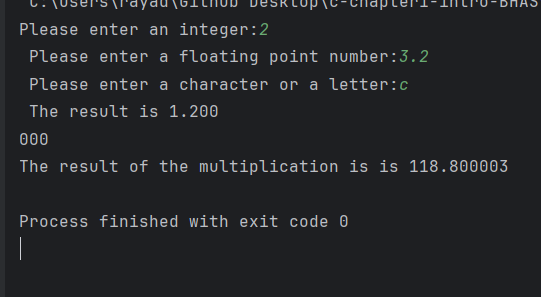 C:\Users\rayad\Github Desktop\c-chapter1-intro-BHAS
Please enter an integer:2
Please enter a floating point number:3.2
Please enter a character or a letter:c
The result is 1.200
000
The result of the multiplication is is 118.800003
Process finished with exit code 0